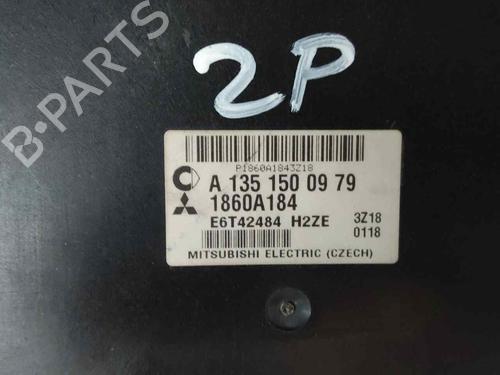 2P
B-PARTS
P1860A1843Z18
A 135 150 09 79
1860A184
E6T42484 H2ZE
3Z18
0118
MITSUBISHI ELECTRIC (CZECH)